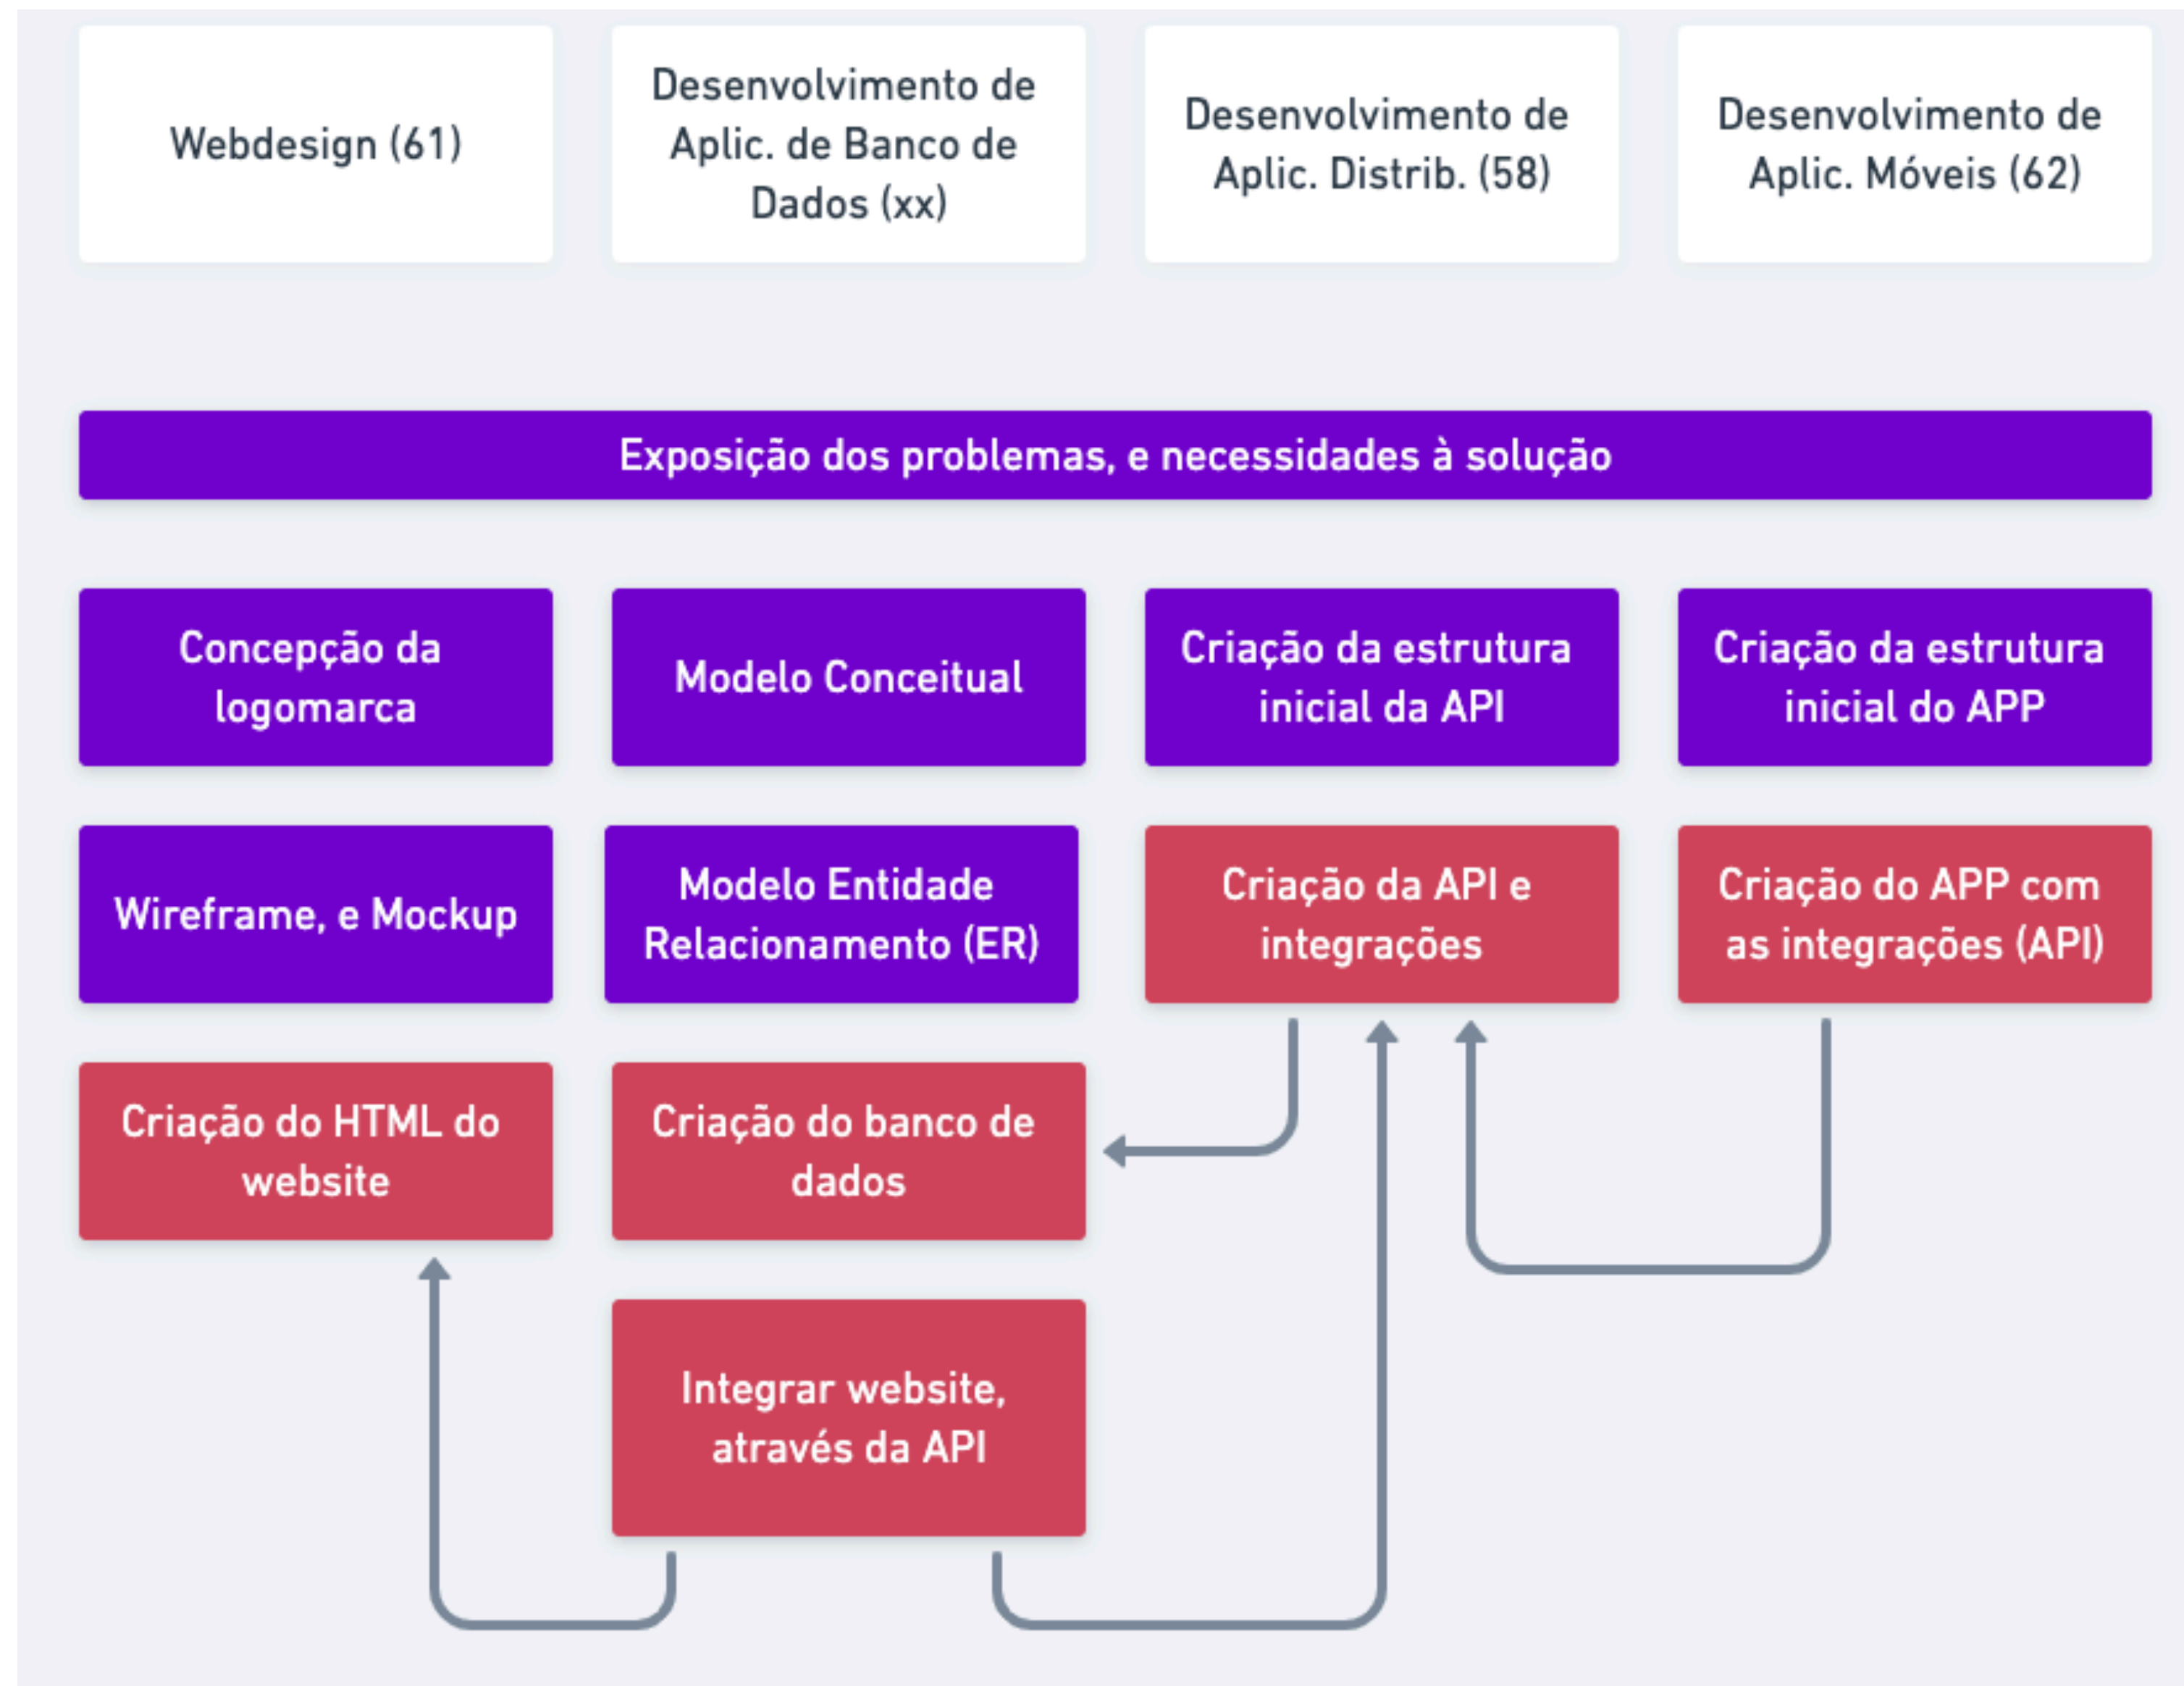 Webdesign (61)
Desenvolvimento de
Aplic. de Banco de
Dados (xx)
Desenvolvimento de
Aplic. Distrib. (58)
Desenvolvimento de
Aplic. Móveis (62)
Exposição dos problemas, e necessidades à solução
Concepção da
logomarca
Modelo Conceitual
Criação da estrutura
inicial da API
Criação da estrutura
inicial do APP
Wireframe, e Mockup
Modelo Entidade
Relacionamento (ER)
Criação da API e
integrações
Criação do APP com
as integrações (API)
Criação do HTML do
website
Criação do banco de
dados
Integrar website,
através da API